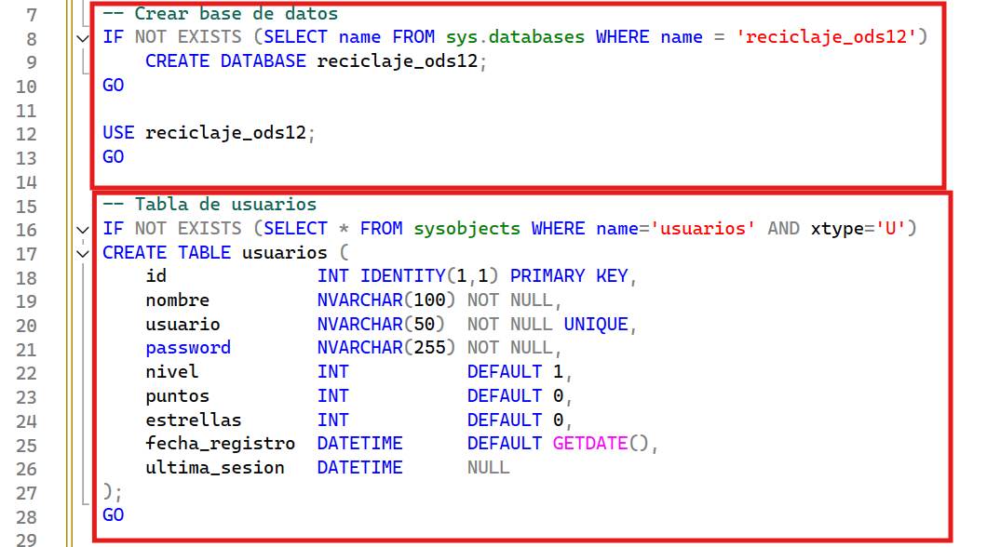 7 -- Crear base de datos
8 IF NOT EXISTS (SELECT name FROM sys.databases WHERE name = 'reciclaje_ods12')
9     CREATE DATABASE reciclaje_ods12;
10 GO
11
12 USE reciclaje_ods12;
13 GO
14
15 -- Tabla de usuarios
16 IF NOT EXISTS (SELECT * FROM sysobjects WHERE name='usuarios' AND xtype='U')
17 CREATE TABLE usuarios (
18     id              INT IDENTITY(1,1) PRIMARY KEY,
19     nombre          NVARCHAR(100) NOT NULL,
20     usuario         NVARCHAR(50)  NOT NULL UNIQUE,
21     password        NVARCHAR(255) NOT NULL,
22     nivel           INT           DEFAULT 1,
23     puntos          INT           DEFAULT 0,
24     estrellas       INT           DEFAULT 0,
25     fecha_registro  DATETIME      DEFAULT GETDATE(),
26     ultima_sesion   DATETIME      NULL
27 );
28 GO
29